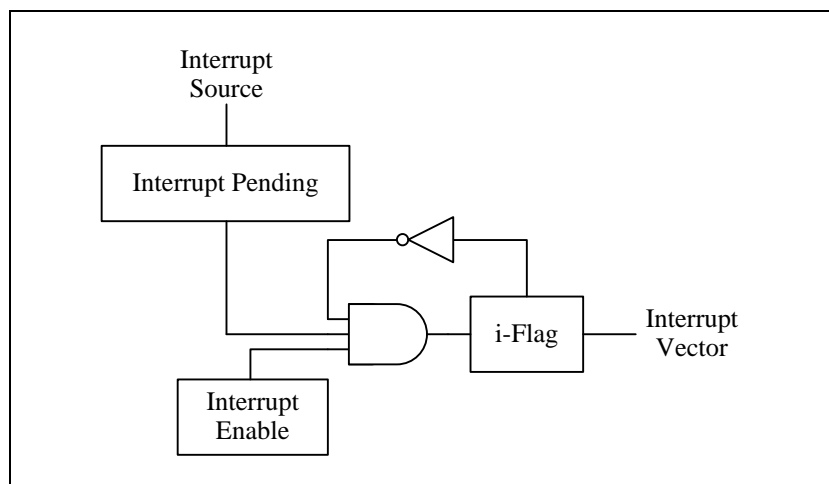 Interrupt
Source
Interrupt Pending
i-Flag
Interrupt
Vector
Interrupt
Enable